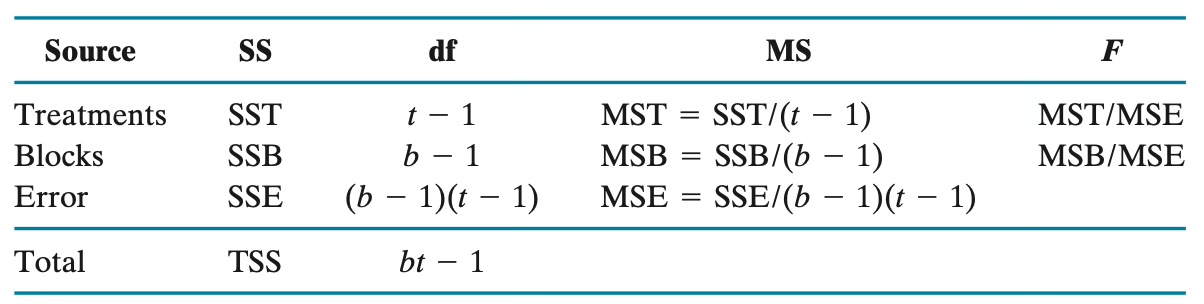 Source SS df MS F
Treatments SST t − 1 MST = SST/(t − 1) MST/MSE
Blocks SSB b − 1 MSB = SSB/(b − 1) MSB/MSE
Error SSE (b − 1)(t − 1) MSE = SSE/(b − 1)(t − 1)
Total TSS bt − 1